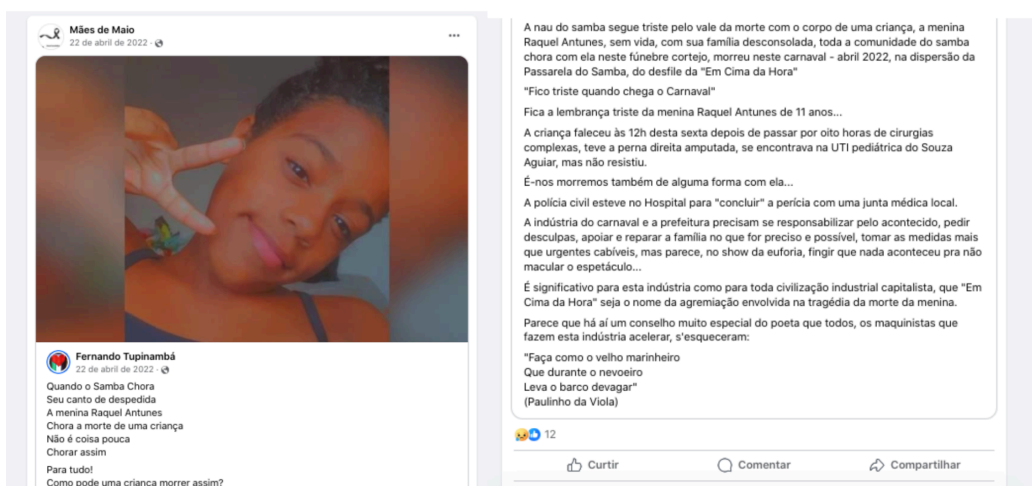 Mães de Maio
22 de abril de 2022 ·
Fernando Tupinambá
22 de abril de 2022 ·
Quando o Samba Chora
Seu canto de despedida
A menina Raquel Antunes
Chora a morte de uma criança
Não é coisa pouca
Chorar assim
Para tudo!
Como pode uma criança morrer assim?
A nau do samba segue triste pelo vale da morte com o corpo de uma criança, a menina
Raquel Antunes, sem vida, com sua família desconsolada, toda a comunidade do samba
chora com ela neste fúnebre cortejo, morreu neste carnaval - abril 2022, na dispersão da
Passarela do Samba, do desfile da "Em Cima da Hora"
"Fico triste quando chega o Carnaval"
Fica a lembrança triste da menina Raquel Antunes de 11 anos...
A criança faleceu às 12h desta sexta depois de passar por oito horas de cirurgias
complexas, teve a perna direita amputada, se encontrava na UTI pediátrica do Souza
Aguiar, mas não resistiu.
É-nos morremos também de alguma forma com ela...
A polícia civil esteve no Hospital para "concluir" a perícia com uma junta médica local.
A indústria do carnaval e a prefeitura precisam se responsabilizar pelo acontecido, pedir
desculpas, apoiar e reparar a família no que for preciso e possível, tomar as medidas mais
que urgentes cabíveis, mas parece, no show da euforia, fingir que nada aconteceu pra não
macular o espetáculo...
É significativo para esta indústria como para toda civilização industrial capitalista, que "Em
Cima da Hora" seja o nome da agremiação envolvida na tragédia da morte da menina.
Parece que há aí um conselho muito especial do poeta que todos, os maquinistas que
fazem esta indústria acelerar, s'esqueceram:
"Faça como o velho marinheiro
Que durante o nevoeiro
Leva o barco devagar"
(Paulinho da Viola)
12
Curtir
Comentar
Compartilhar